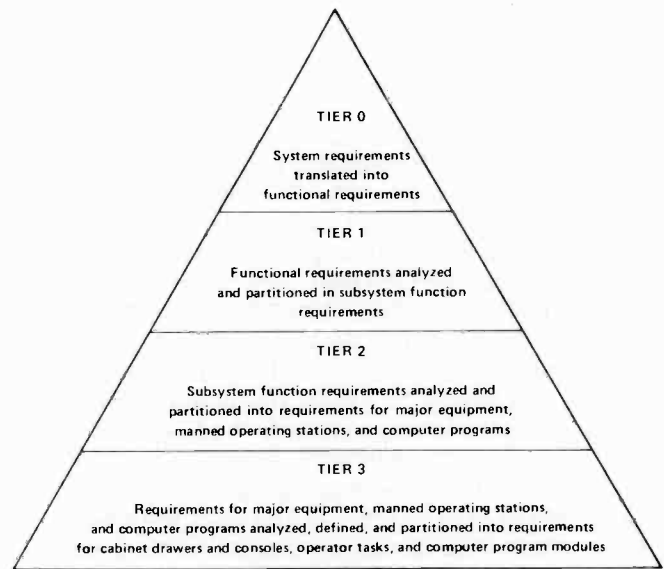 TIER 0
System requirements
translated into
functional requirements
TIER 1
Functional requirements analyzed
and partitioned in subsystem function
requirements
TIER 2
Subsystem function requirements analyzed and
partitioned into requirements for major equipment,
manned operating stations, and computer programs
TIER 3
Requirements for major equipment, manned operating stations,
and computer programs analyzed, defined, and partitioned into requirements
for cabinet drawers and consoles, operator tasks, and computer program modules